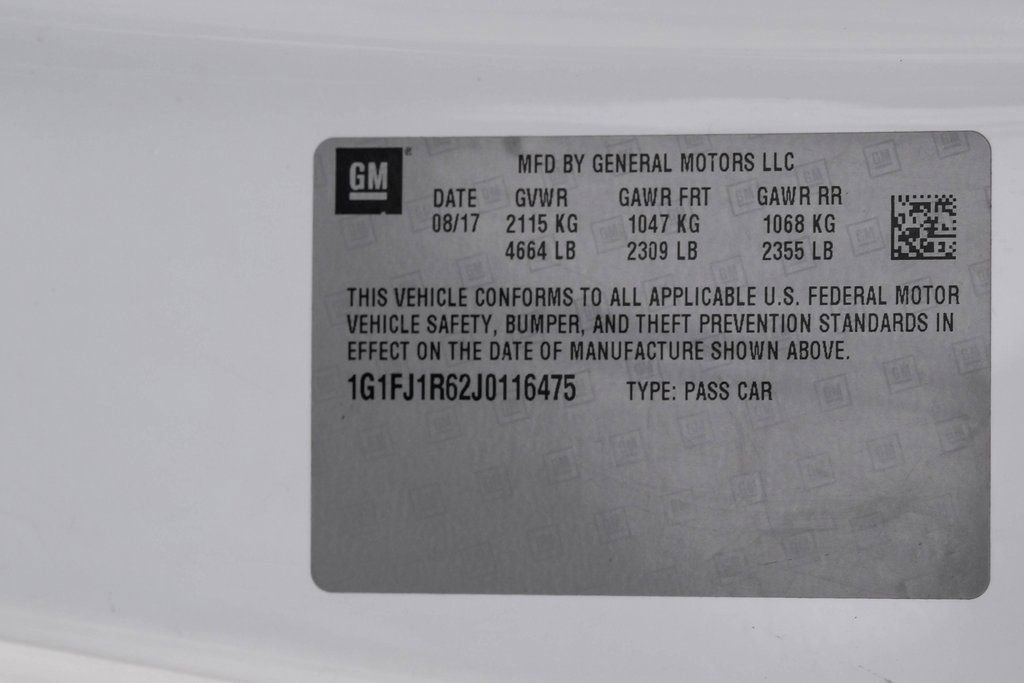 GM
MFD BY GENERAL MOTORS LLC
DATE GVWR GAWR FRT GAWR RR
08/17 2115 KG 1047 KG 1068 KG
4664 LB 2309 LB 2355 LB
THIS VEHICLE CONFORMS TO ALL APPLICABLE U.S. FEDERAL MOTOR
VEHICLE SAFETY, BUMPER, AND THEFT PREVENTION STANDARDS IN
EFFECT ON THE DATE OF MANUFACTURE SHOWN ABOVE.
1G1FJ1R62J0116475 TYPE: PASS CAR